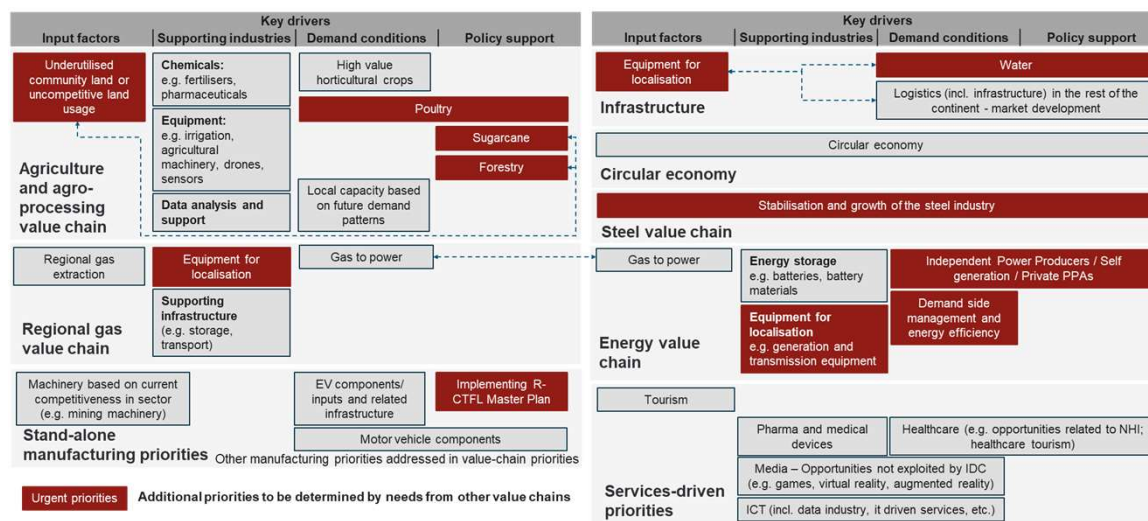 Key drivers
Input factors
Supporting industries
Demand conditions
Policy support
Underutilised
community land or
uncompetitive land
usage
Chemicals:
e.g. fertilisers,
pharmaceuticals
High value
horticultural crops
Equipment:
e.g. irrigation,
agricultural
machinery, drones,
sensors
Poultry
Sugarcane
Forestry
Data analysis and
support
Local capacity based
on future demand
patterns
Agriculture
and agro-
processing
value chain
Regional gas
extraction
Equipment for
localisation
Gas to power
Supporting
infrastructure
(e.g. storage,
transport)
Regional gas
value chain
Machinery based on current
competitiveness in sector
(e.g. mining machinery)
EV components/
inputs and related
infrastructure
Implementing R-
CTFL Master Plan
Motor vehicle components
Stand-alone
manufacturing priorities
Other manufacturing priorities addressed in value-chain priorities
Urgent priorities
Additional priorities to be determined by needs from other value chains
Key drivers
Input factors
Supporting industries
Demand conditions
Policy support
Equipment for
localisation
Water
Logistics (incl. infrastructure) in the rest of the
continent - market development
Infrastructure
Circular economy
Circular economy
Stabilisation and growth of the steel industry
Steel value chain
Gas to power
Energy storage
e.g. batteries, battery
materials
Independent Power Producers / Self
generation / Private PPAs
Equipment for
localisation
e.g. generation and
transmission equipment
Demand side
management and
energy efficiency
Energy value
chain
Tourism
Pharma and medical
devices
Healthcare (e.g. opportunities related to NHI;
healthcare tourism)
Media – Opportunities not exploited by IDC
(e.g. games, virtual reality, augmented reality)
ICT (incl. data industry, it driven services, etc.)
Services-driven
priorities